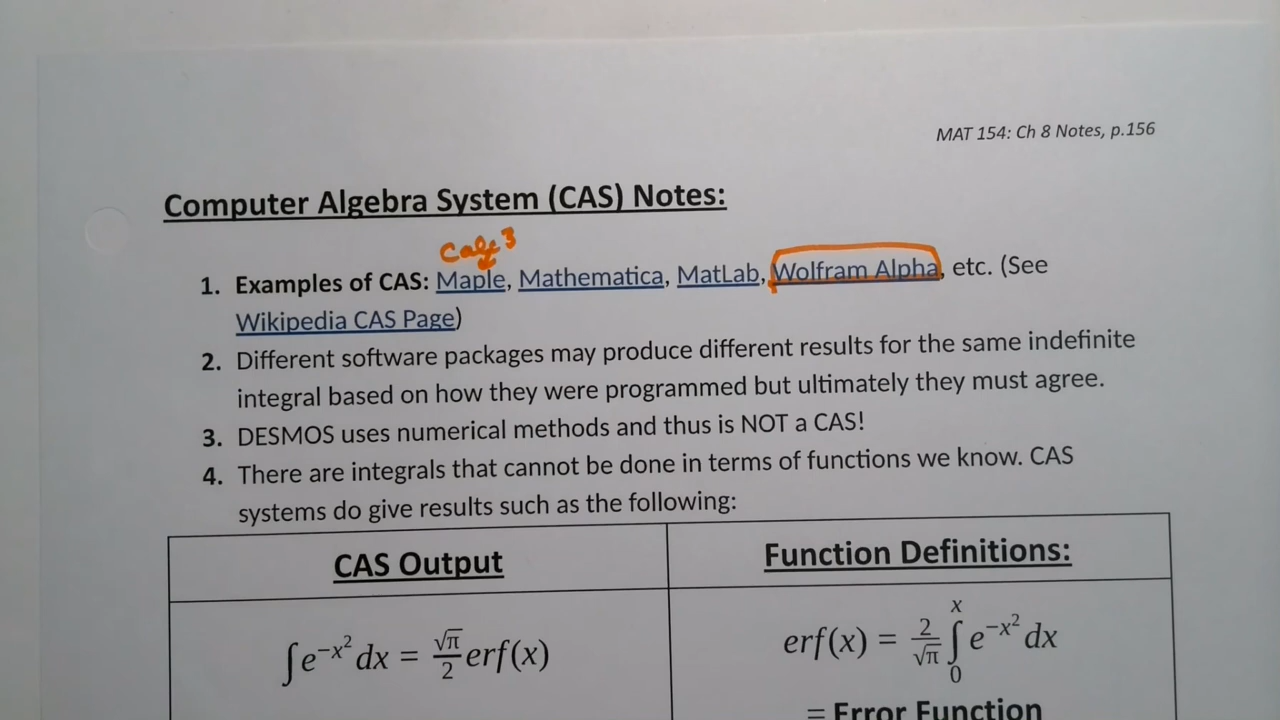 MAT 154: Ch 8 Notes, p.156
Computer Algebra System (CAS) Notes:
Calc 3
1. Examples of CAS: Maple, Mathematica, MatLab, Wolfram Alpha, etc. (See
Wikipedia CAS Page)
2. Different software packages may produce different results for the same indefinite
integral based on how they were programmed but ultimately they must agree.
3. DESMOS uses numerical methods and thus is NOT a CAS!
4. There are integrals that cannot be done in terms of functions we know. CAS
systems do give results such as the following:
CAS Output
Function Definitions:
∫e^{-x^2} dx = \frac{√π}{2} erf(x)
erf(x) = \frac{2}{√π} ∫_0^x e^{-x^2} dx
= Error Function